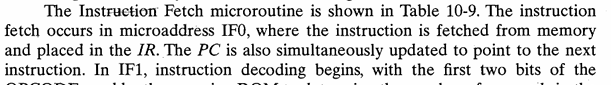 The Instruction Fetch microroutine is shown in Table 10-9. The instruction
fetch occurs in microaddress IF0, where the instruction is fetched from memory
and placed in the IR. The PC is also simultaneously updated to point to the next
instruction. In IF1, instruction decoding begins, with the first two bits of the